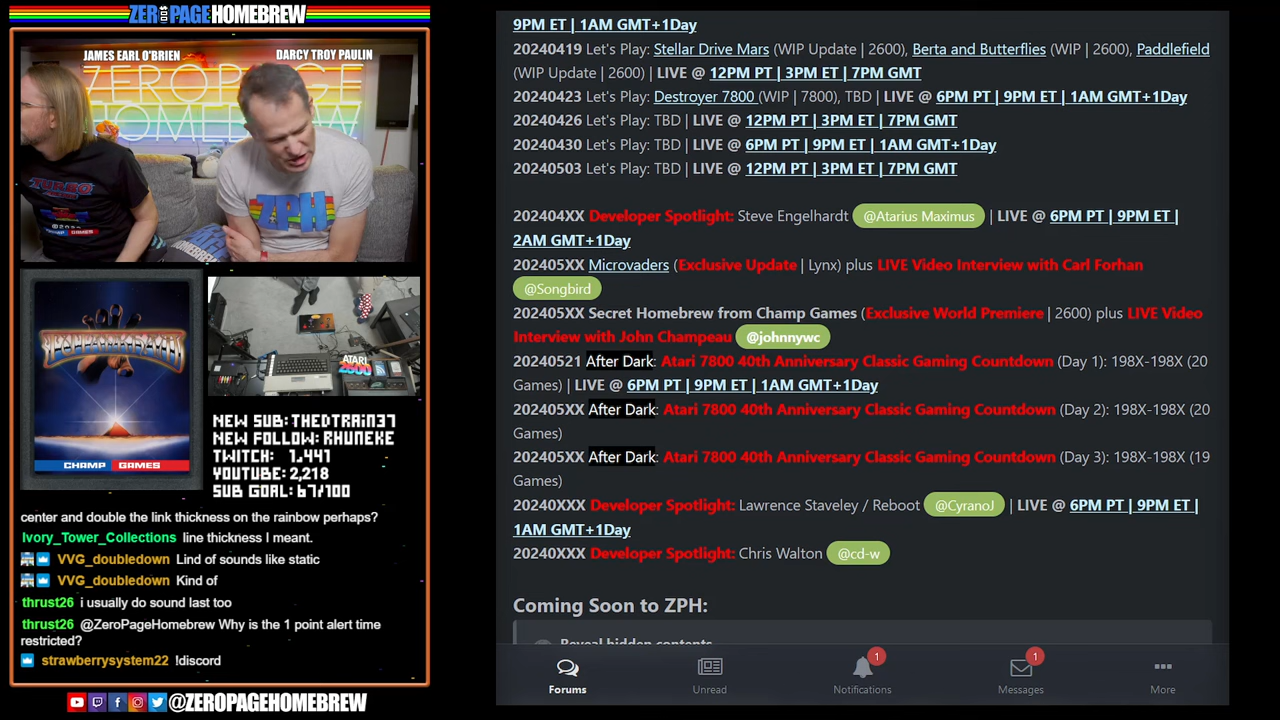 ZEROPAGEHOMEBREW
JAMES EARL O'BRIEN
DARCY TROY PAULIN
ZEROPAGE
HOMEBREW
ZPH
CHAMP GAMES
ATARI
2600
NEW SUB: THEDTRAIN37
NEW FOLLOW: RHUNEKE
TWITCH: 1,441
YOUTUBE: 2,218
SUB GOAL: 67/100
center and double the link thickness on the rainbow perhaps?
Ivory_Tower_Collections line thickness I meant.
VVG_doubledown Lind of sounds like static
VVG_doubledown Kind of
thrust26 i usually do sound last too
thrust26 @ZeroPageHomebrew Why is the 1 point alert time
restricted?
strawberrysystem22 !discord
@ZEROPAGEHOMEBREW
9PM ET | 1AM GMT+1Day
20240419 Let's Play: Stellar Drive Mars (WIP Update | 2600), Berta and Butterflies (WIP | 2600), Paddlefield
(WIP Update | 2600) | LIVE @ 12PM PT | 3PM ET | 7PM GMT
20240423 Let's Play: Destroyer 7800 (WIP | 7800), TBD | LIVE @ 6PM PT | 9PM ET | 1AM GMT+1Day
20240426 Let's Play: TBD | LIVE @ 12PM PT | 3PM ET | 7PM GMT
20240430 Let's Play: TBD | LIVE @ 6PM PT | 9PM ET | 1AM GMT+1Day
20240503 Let's Play: TBD | LIVE @ 12PM PT | 3PM ET | 7PM GMT
202404XX Developer Spotlight: Steve Engelhardt @Atarius Maximus | LIVE @ 6PM PT | 9PM ET |
2AM GMT+1Day
202405XX Microvaders (Exclusive Update | Lynx) plus LIVE Video Interview with Carl Forhan
@Songbird
202405XX Secret Homebrew from Champ Games (Exclusive World Premiere | 2600) plus LIVE Video
Interview with John Champeau @johnnywc
20240521 After Dark: Atari 7800 40th Anniversary Classic Gaming Countdown (Day 1): 198X-198X (20
Games) | LIVE @ 6PM PT | 9PM ET | 1AM GMT+1Day
202405XX After Dark: Atari 7800 40th Anniversary Classic Gaming Countdown (Day 2): 198X-198X (20
Games)
202405XX After Dark: Atari 7800 40th Anniversary Classic Gaming Countdown (Day 3): 198X-198X (19
Games)
20240XXX Developer Spotlight: Lawrence Staveley / Reboot @CyranoJ | LIVE @ 6PM PT | 9PM ET |
1AM GMT+1Day
20240XXX Developer Spotlight: Chris Walton @cd-w
Coming Soon to ZPH:
Reveal hidden contents
1
1
Forums
Unread
Notifications
Messages
More